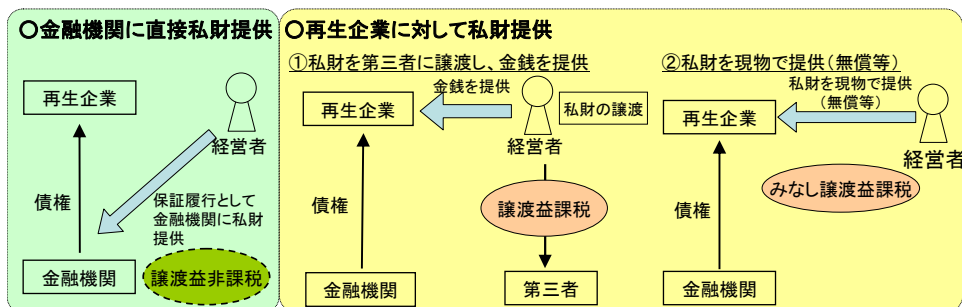 〇金融機関に直接私財提供
再生企業
経営者
債権
保証履行として
金融機関に私財
提供
金融機関
譲渡益非課税
〇再生企業に対して私財提供
①私財を第三者に譲渡し、金銭を提供
金銭を提供
再生企業
私財の譲渡
経営者
債権
譲渡益課税
金融機関
第三者
②私財を現物で提供(無償等)
私財を現物で提供
(無償等)
再生企業
経営者
みなし譲渡益課税
債権
金融機関